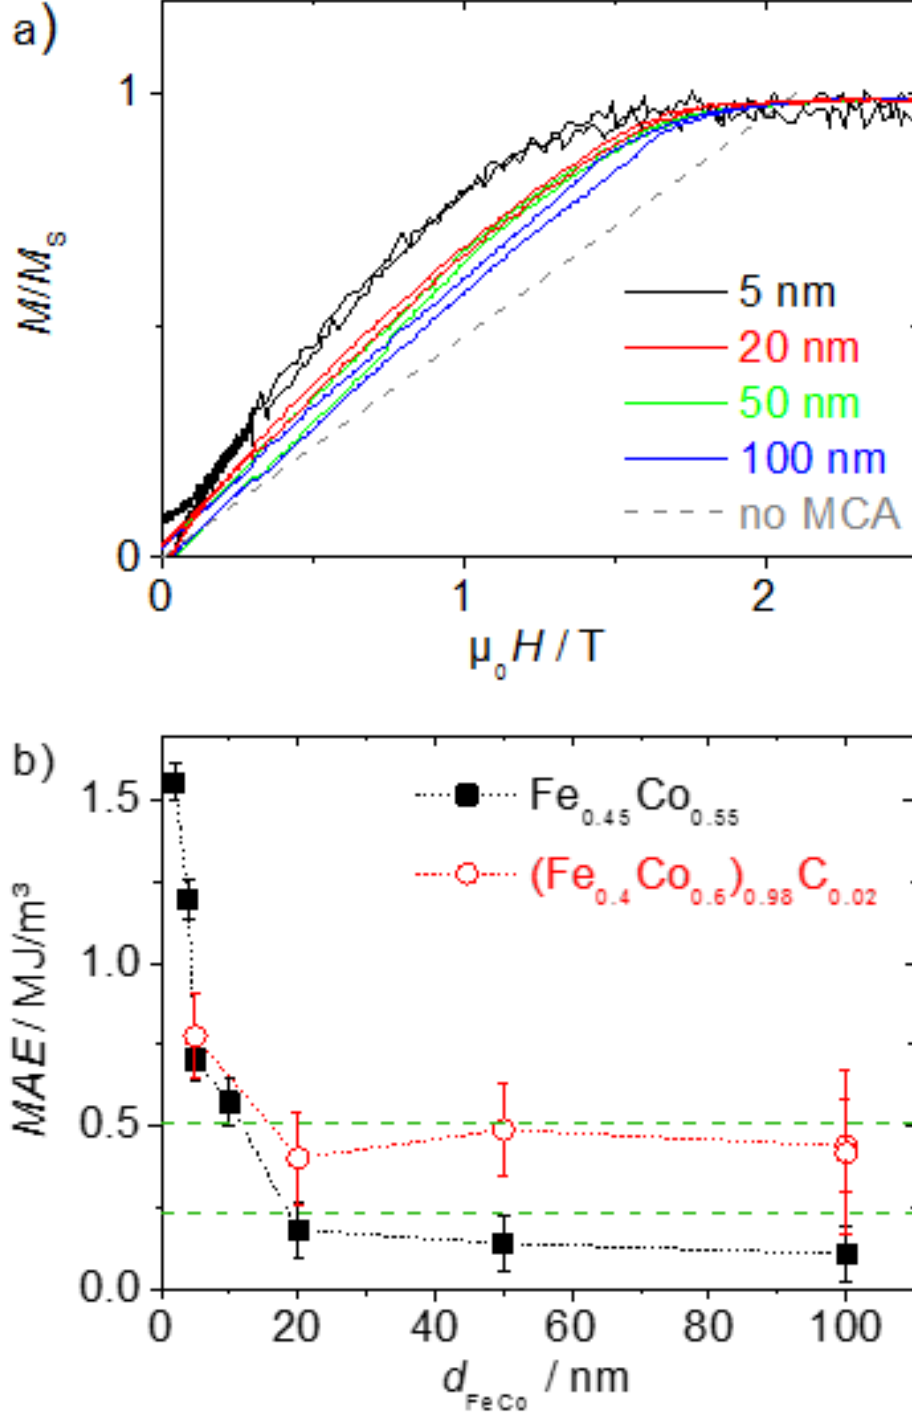 a)
1
M/M_S
5 nm
20 nm
50 nm
100 nm
no MCA
0
0 1 2
µ₀H / T
b)
1.5
1.0
0.5
0.0
MAE / MJ/m³
Fe₀.₄₅Co₀.₅₅
(Fe₀.₄Co₀.₆)₀.₉₈C₀.₀₂
0 20 40 60 80 100
d_FeCo / nm